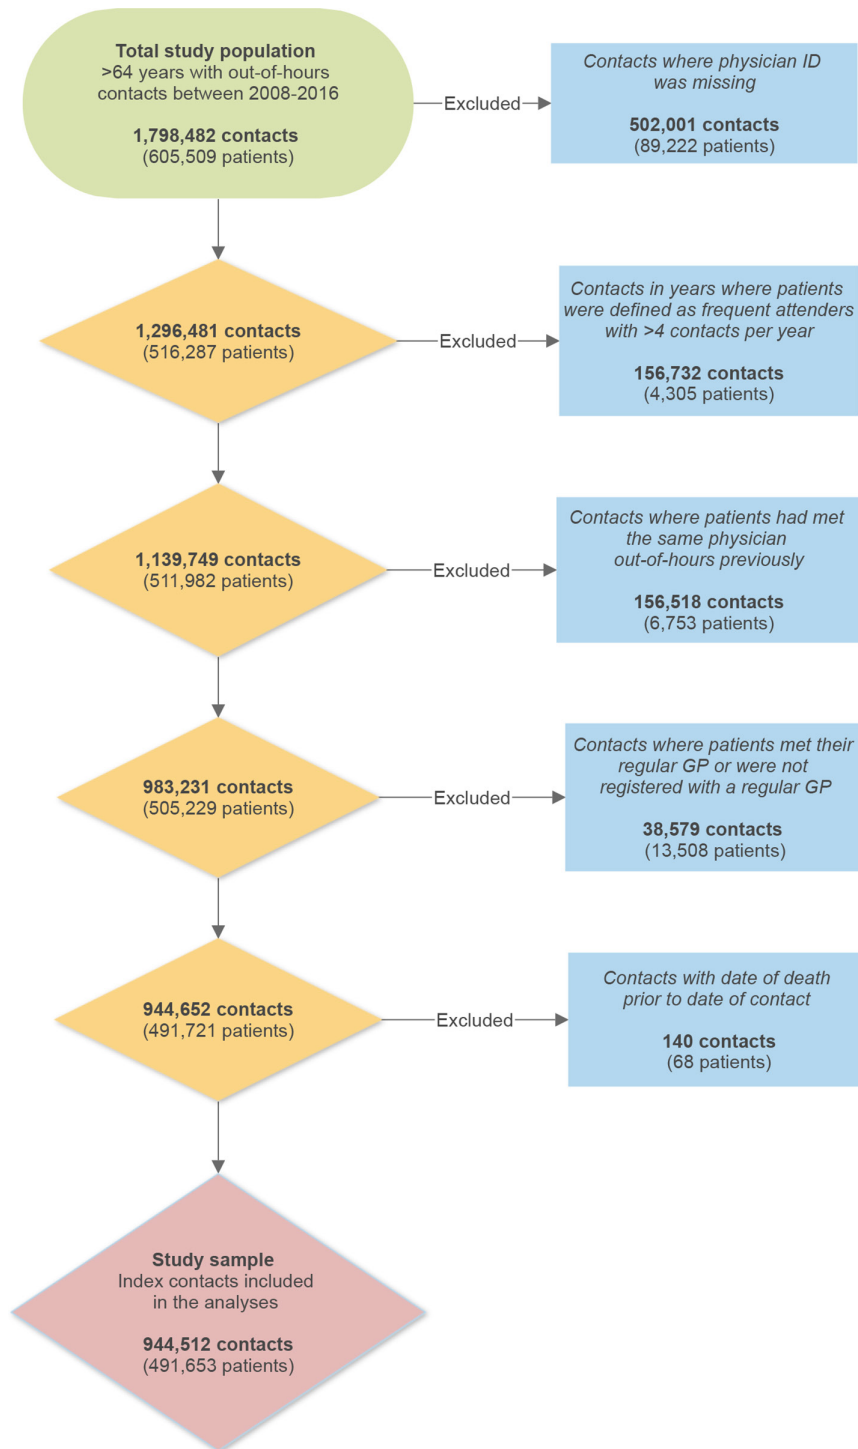 Total study population
>64 years with out-of-hours
contacts between 2008-2016
1,798,482 contacts
(605,509 patients)
Excluded
Contacts where physician ID
was missing
502,001 contacts
(89,222 patients)
1,296,481 contacts
(516,287 patients)
Excluded
Contacts in years where patients
were defined as frequent attenders
with >4 contacts per year
156,732 contacts
(4,305 patients)
1,139,749 contacts
(511,982 patients)
Excluded
Contacts where patients had met
the same physician
out-of-hours previously
156,518 contacts
(6,753 patients)
983,231 contacts
(505,229 patients)
Excluded
Contacts where patients met their
regular GP or were not
registered with a regular GP
38,579 contacts
(13,508 patients)
944,652 contacts
(491,721 patients)
Excluded
Contacts with date of death
prior to date of contact
140 contacts
(68 patients)
Study sample
Index contacts included
in the analyses
944,512 contacts
(491,653 patients)